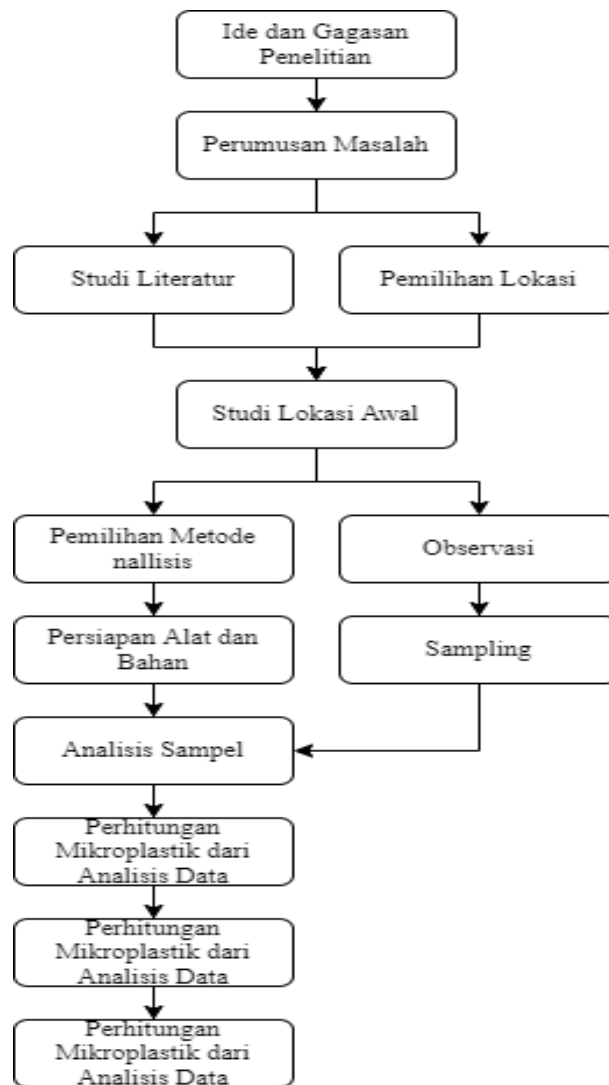 Ide dan Gagasan
Penelitian
Perumusan Masalah
Studi Literatur
Pemilihan Lokasi
Studi Lokasi Awal
Pemilihan Metode
nallisis
Observasi
Persiapan Alat dan
Bahan
Sampling
Analisis Sampel
Perhitungan
Mikroplastik dari
Analisis Data
Perhitungan
Mikroplastik dari
Analisis Data
Perhitungan
Mikroplastik dari
Analisis Data